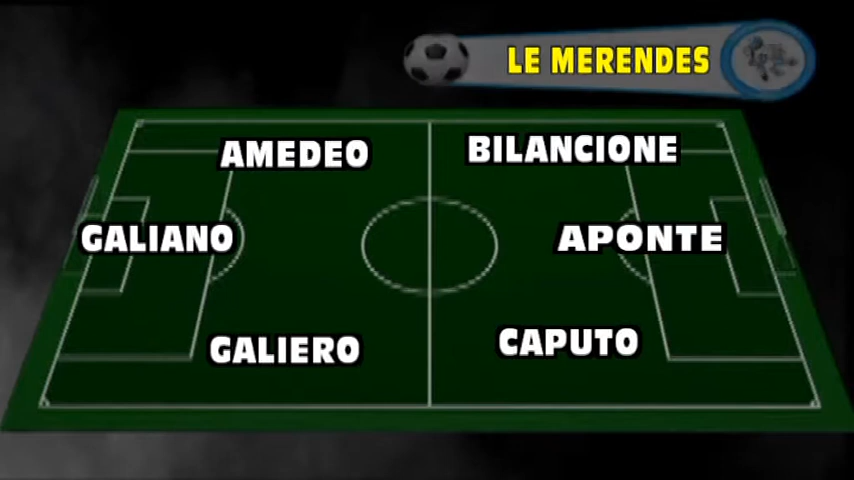 LE MERENDES
AMEDEO
BILANCIONE
GALIANO
APONTE
GALIERO
CAPUTO